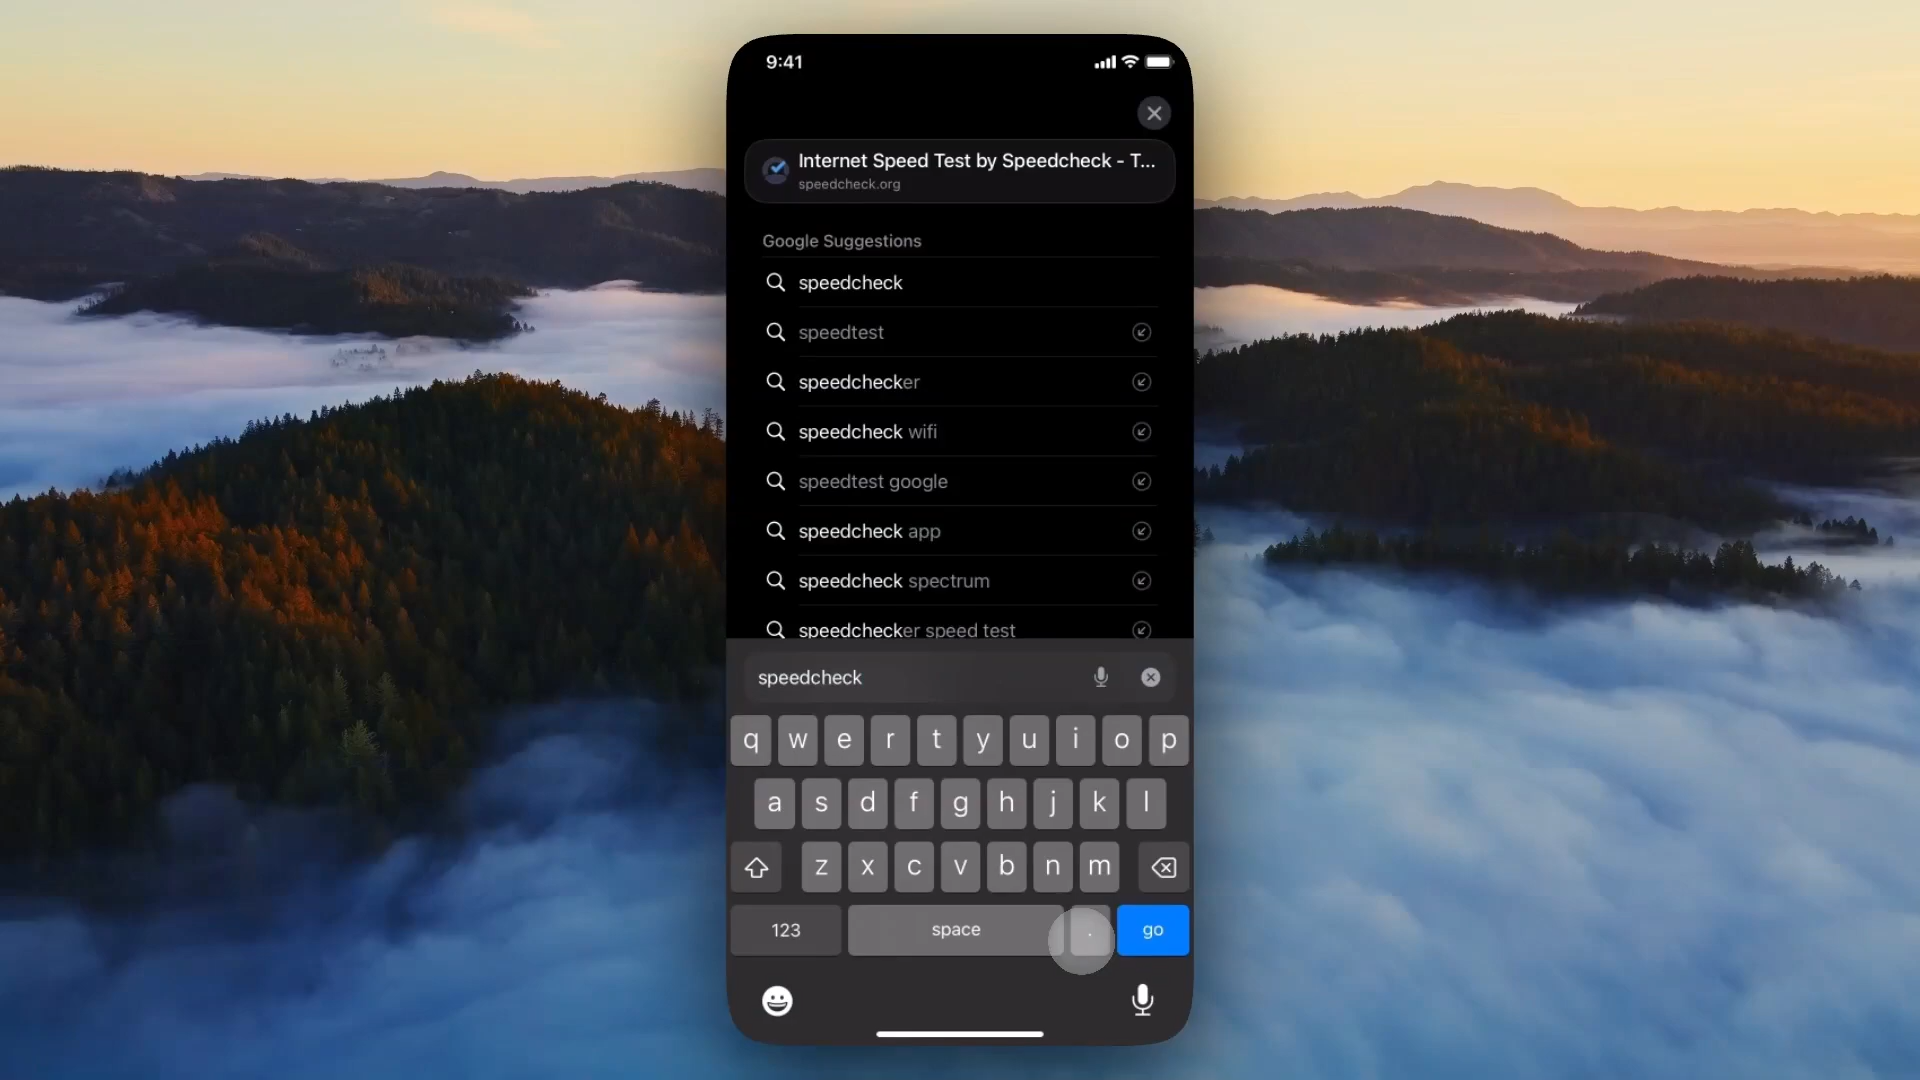 9:41
Internet Speed Test by Speedcheck - T...
speedcheck.org
Google Suggestions
speedcheck
speedtest
speedchecker
speedcheck wifi
speedtest google
speedcheck app
speedcheck spectrum
speedchecker speed test
speedcheck
q w e r t y u i o p
a s d f g h j k l
z x c v b n m
123 space . go